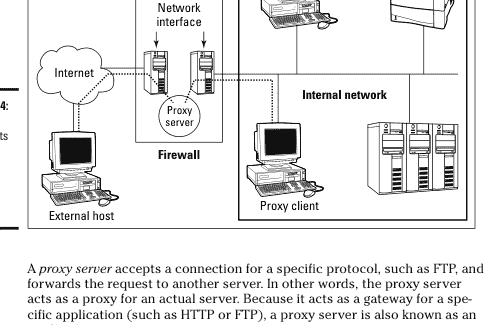 Network
interface
Internet
4:
Internal network
Proxy
server
ts
Firewall
Proxy client
External host
A proxy server accepts a connection for a specific protocol, such as FTP, and
forwards the request to another server. In other words, the proxy server
acts as a proxy for an actual server. Because it acts as a gateway for a spe-
cific application (such as HTTP or FTP), a proxy server is also known as an